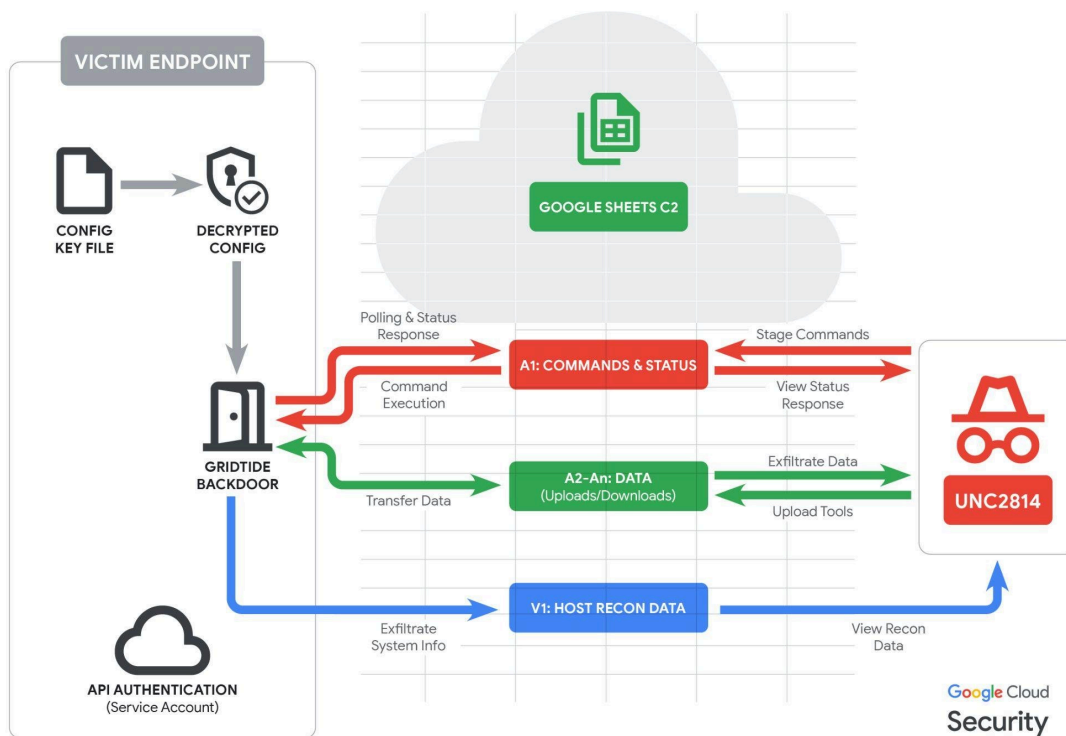 VICTIM ENDPOINT
CONFIG
KEY FILE
DECRYPTED
CONFIG
GOOGLE SHEETS C2
Polling & Status
Response
Stage Commands
A1: COMMANDS & STATUS
Command
Execution
View Status
Response
GRIDTIDE
BACKDOOR
Transfer Data
A2-An: DATA
(Uploads/Downloads)
Exfiltrate Data
Upload Tools
UNC2814
V1: HOST RECON DATA
Exfiltrate
System Info
View Recon
Data
API AUTHENTICATION
(Service Account)
Google Cloud
Security